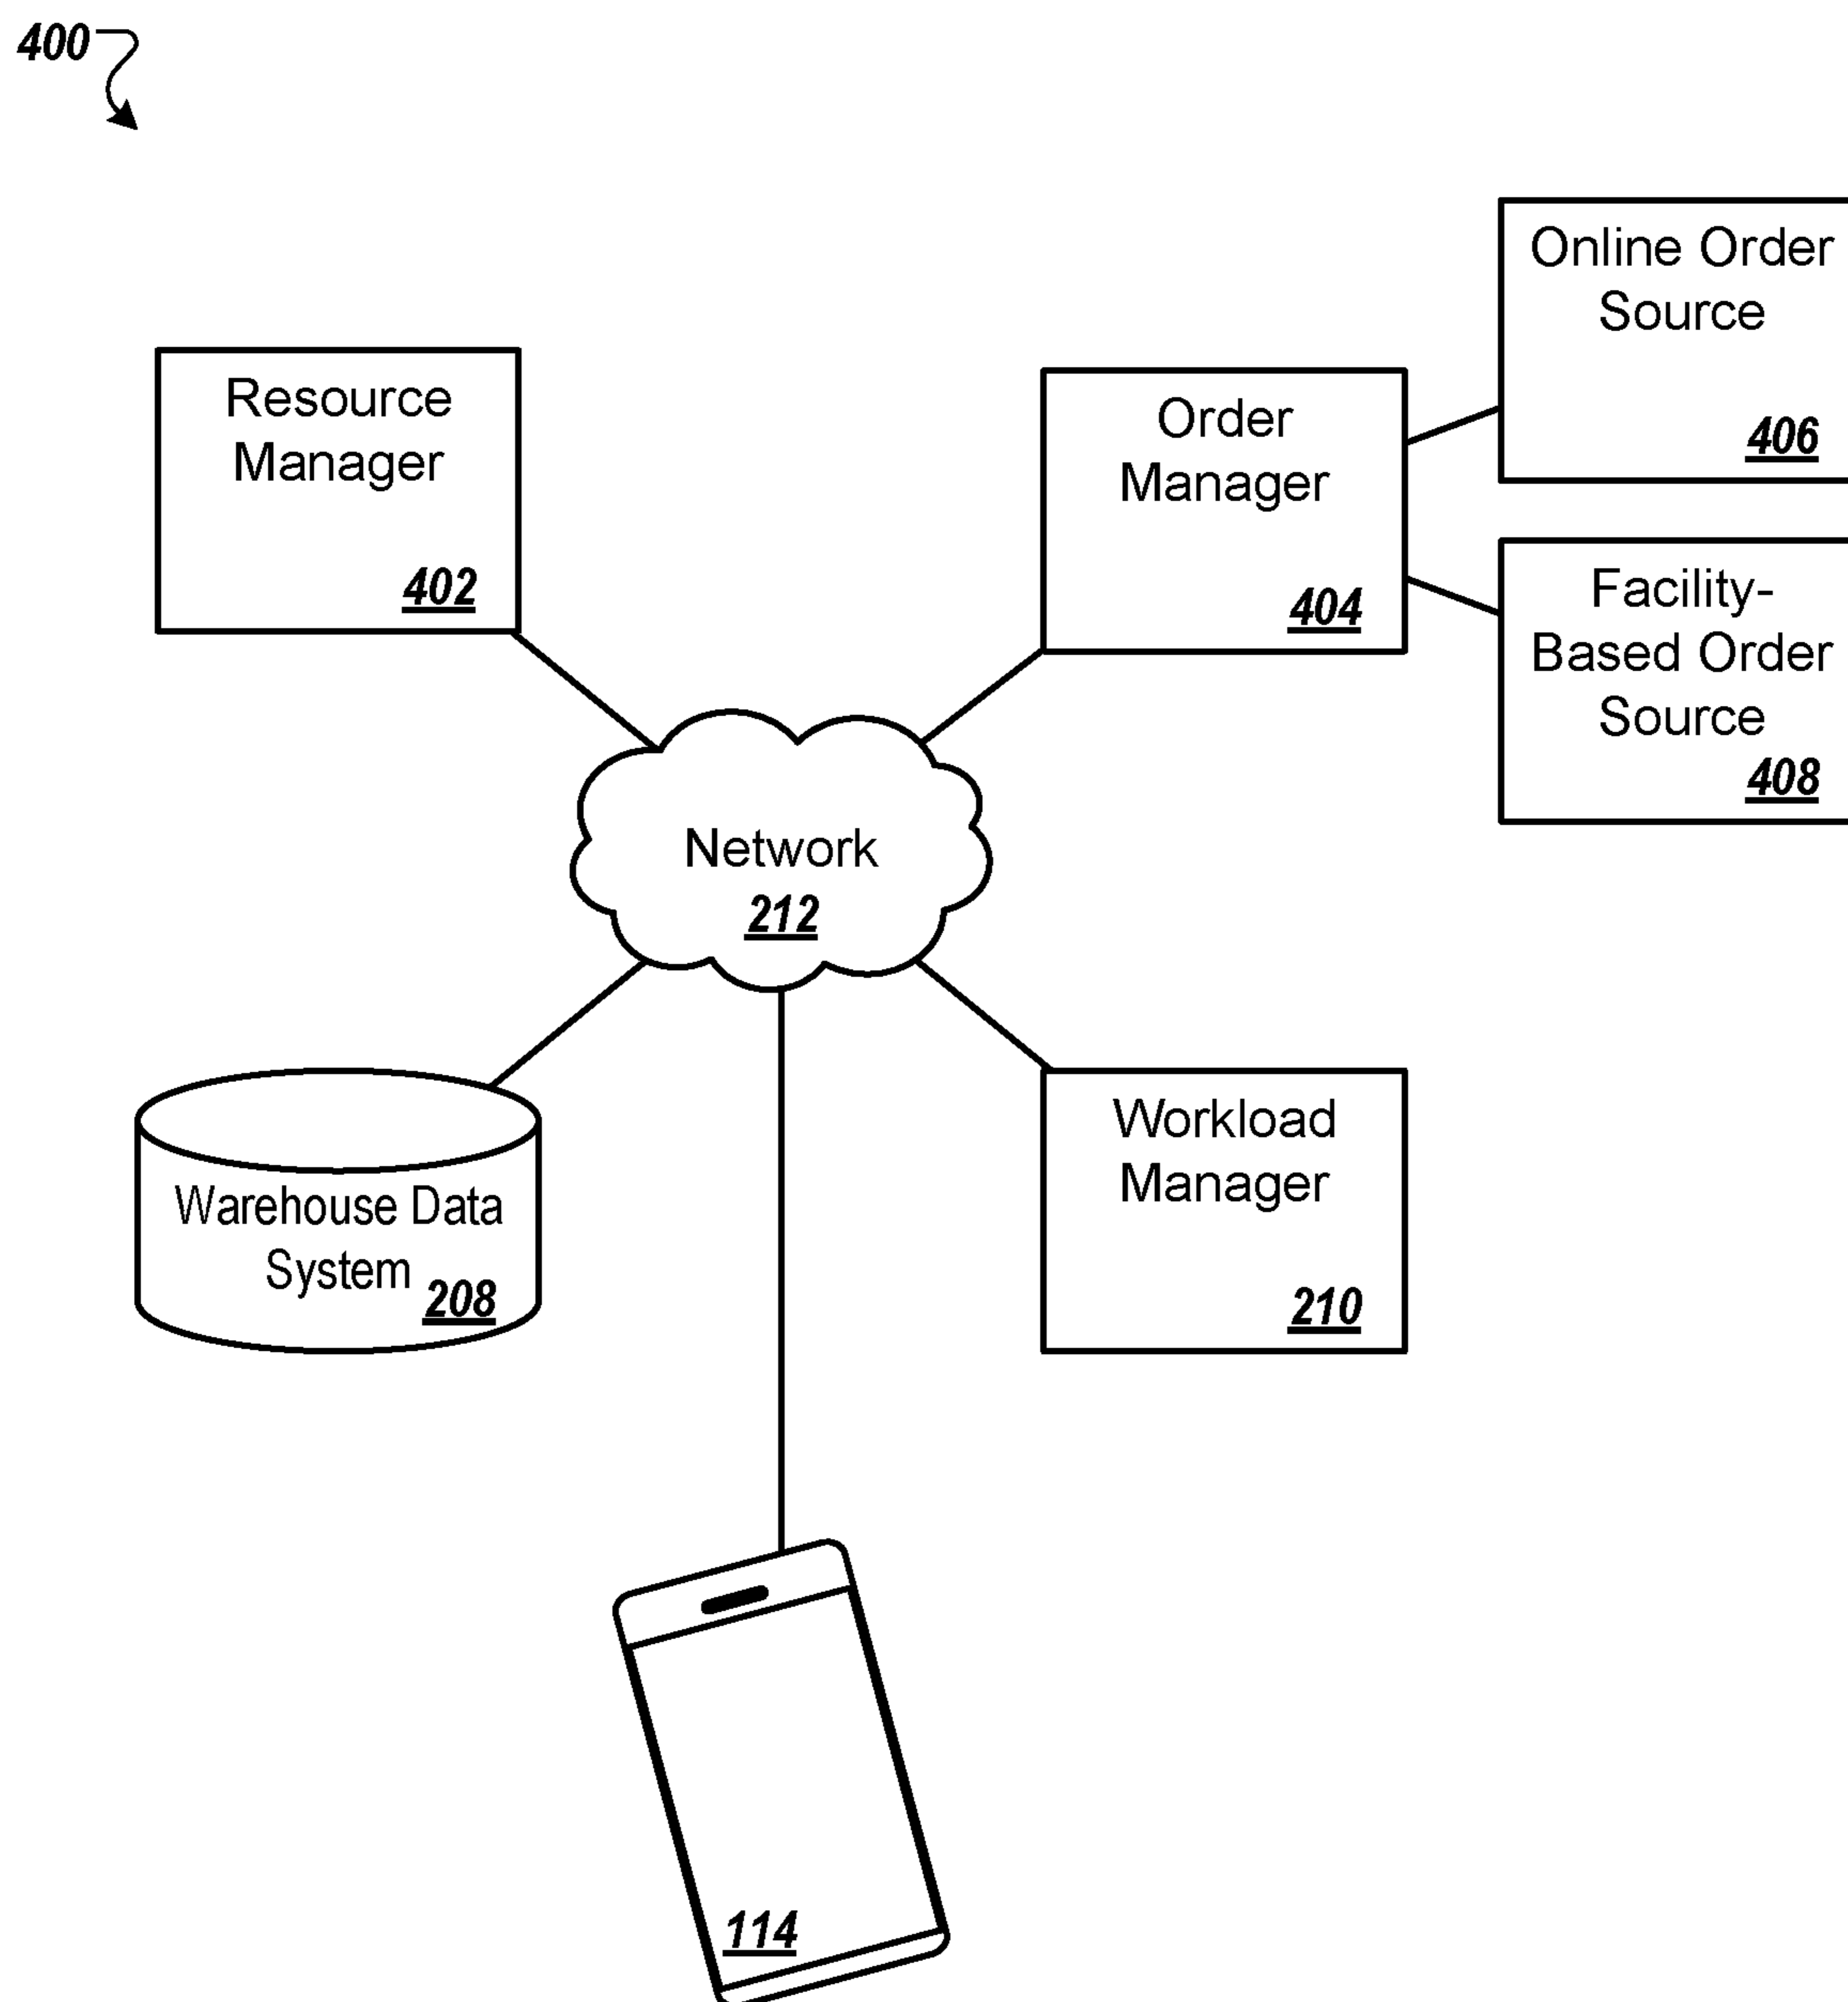 400
Online Order
Source
406
Resource
Manager
402
Order
Manager
404
Facility-
Based Order
Source
408
Network
212
Warehouse Data
System
208
Workload
Manager
210
114